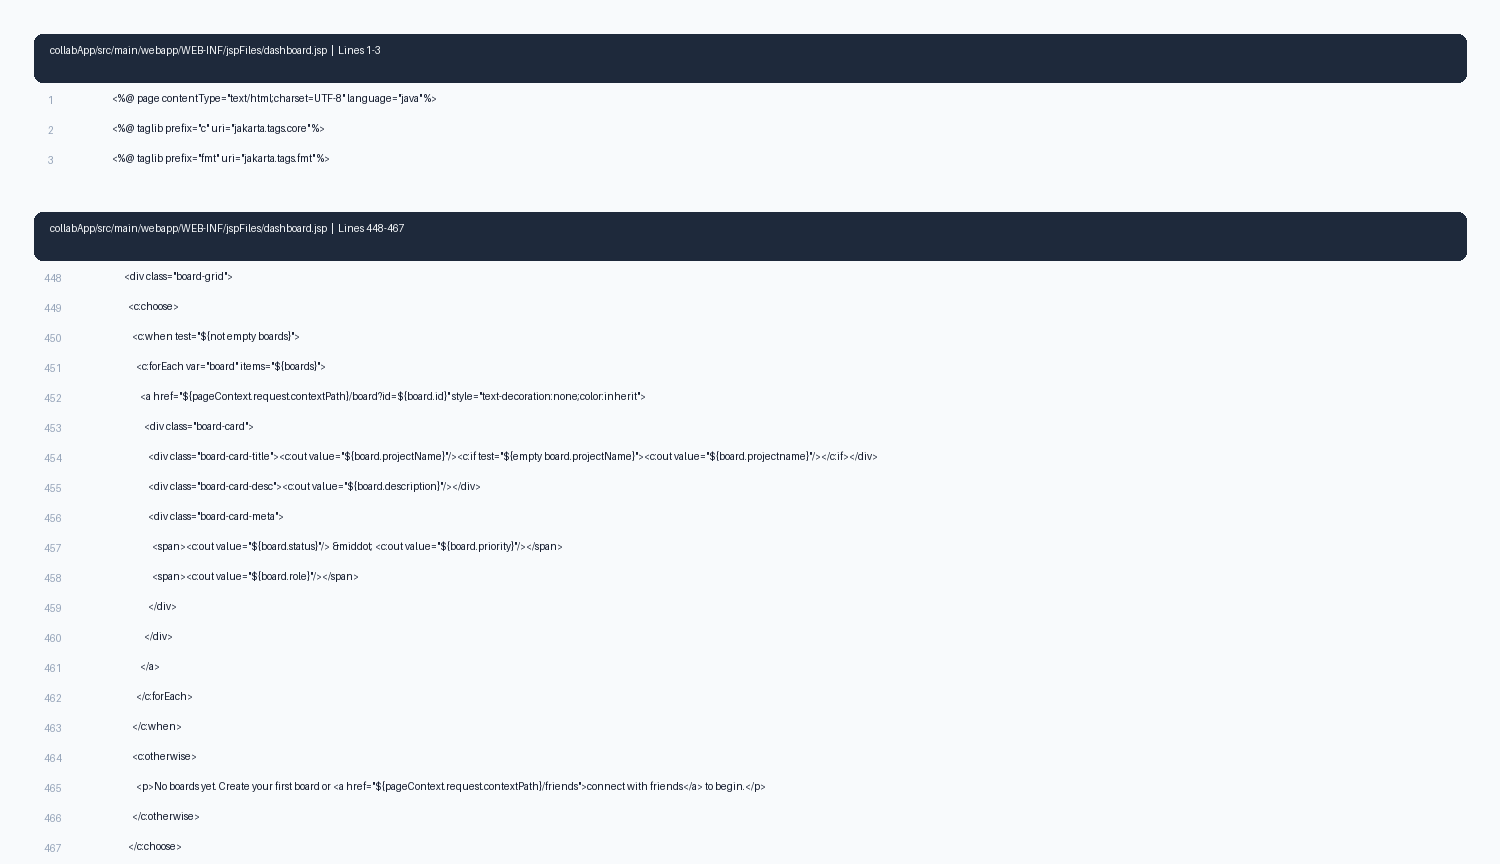 collabApp/src/main/webapp/WEB-INF/jspFiles/dashboard.jsp | Lines 1-3
1 <%@ page contentType="text/html;charset=UTF-8" language="java" %>
2 <%@ taglib prefix="c" uri="jakarta.tags.core" %>
3 <%@ taglib prefix="fmt" uri="jakarta.tags.fmt" %>
collabApp/src/main/webapp/WEB-INF/jspFiles/dashboard.jsp | Lines 448-467
448 <div class="board-grid">
449 <c:choose>
450 <c:when test="${not empty boards}">
451 <c:forEach var="board" items="${boards}">
452 <a href="${pageContext.request.contextPath}/board?id=${board.id}" style="text-decoration:none;color:inherit">
453 <div class="board-card">
454 <div class="board-card-title"><c:out value="${board.projectName}"/><c:if test="${empty board.projectName}"><c:out value="${board.projectname}"/></c:if></div>
455 <div class="board-card-desc"><c:out value="${board.description}"/></div>
456 <div class="board-card-meta">
457 <span><c:out value="${board.status}"/> &middot; <c:out value="${board.priority}"/></span>
458 <span><c:out value="${board.role}"/></span>
459 </div>
460 </div>
461 </a>
462 </c:forEach>
463 </c:when>
464 <c:otherwise>
465 <p>No boards yet. Create your first board or <a href="${pageContext.request.contextPath}/friends">connect with friends</a> to begin.</p>
466 </c:otherwise>
467 </c:choose>